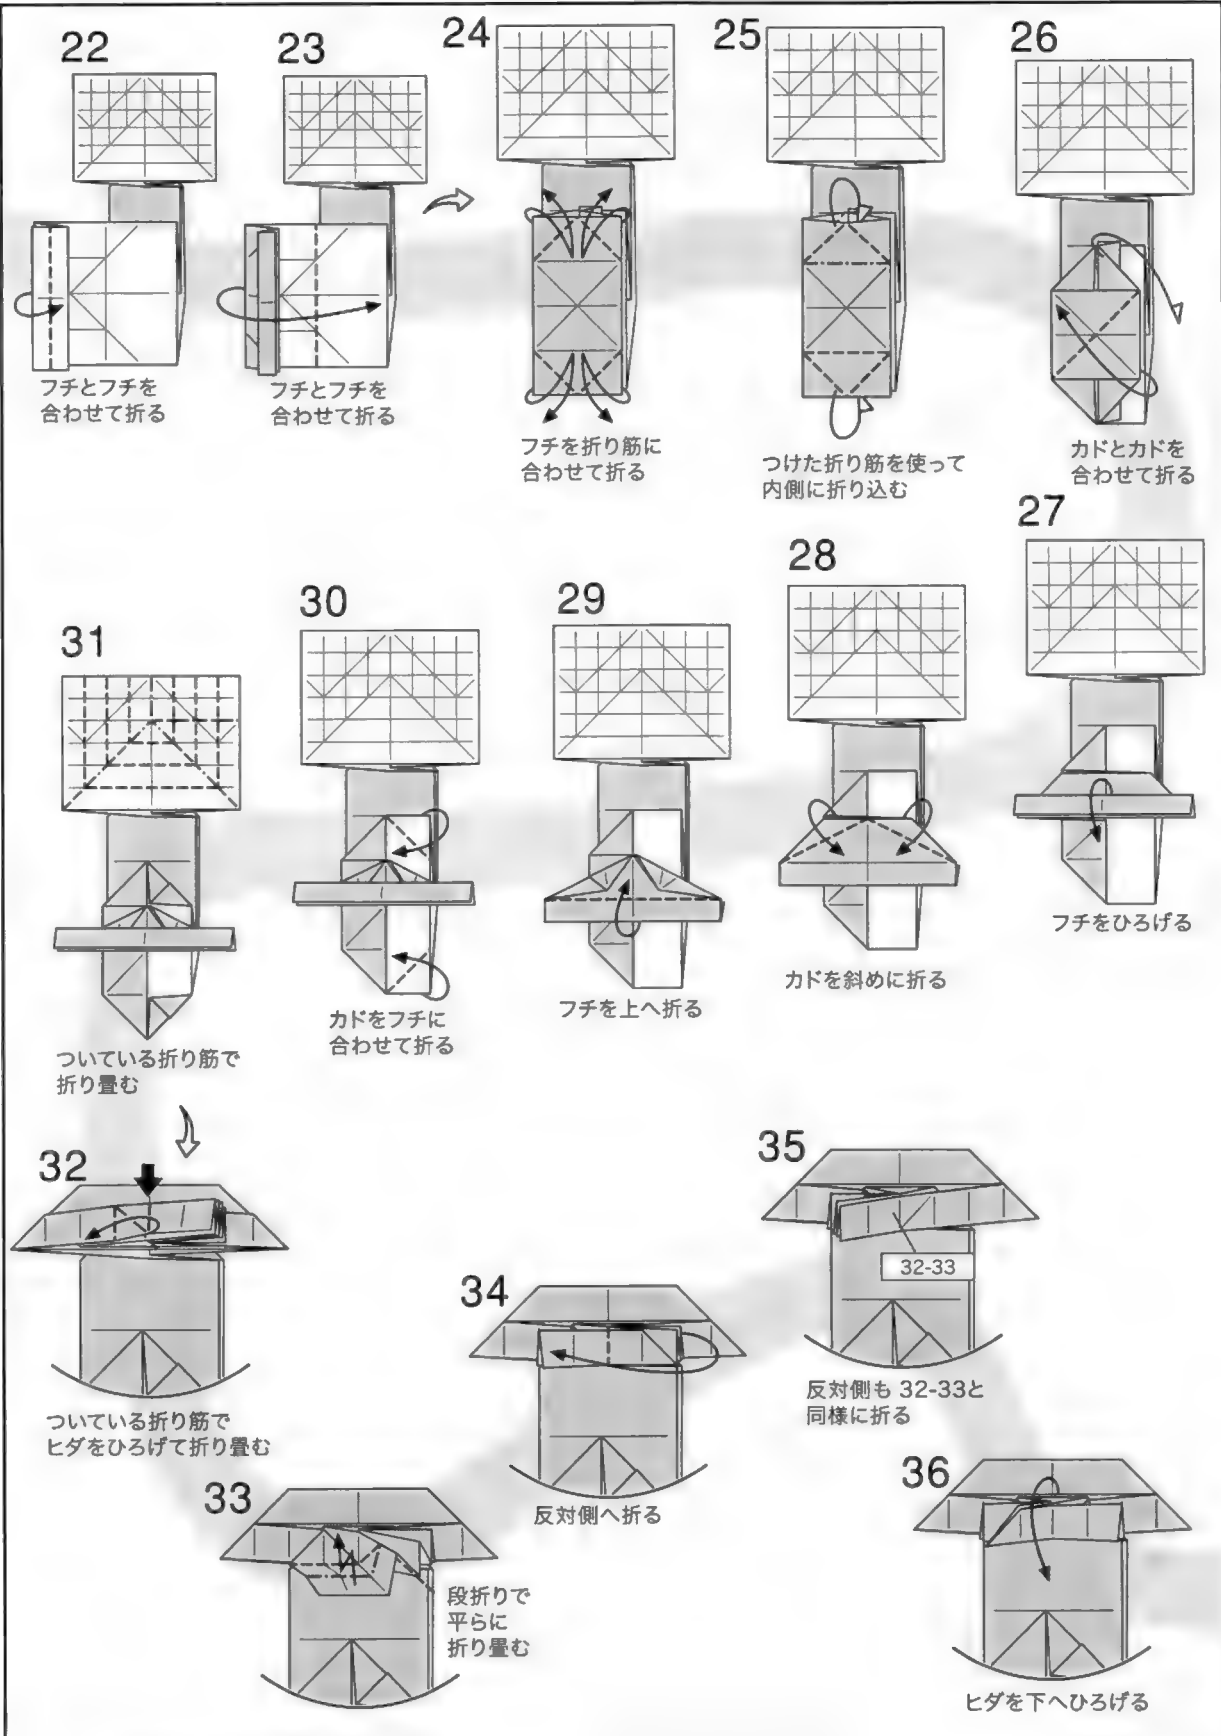 22
フチとフチを
合わせて折る
23
フチとフチを
合わせて折る
24
フチを折り筋に
合わせて折る
25
つけた折り筋を使って
内側に折り込む
26
カドとカドを
合わせて折る
27
フチをひろげる
28
カドを斜めに折る
29
フチを上へ折る
30
カドをフチに
合わせて折る
31
ついている折り筋で
折り畳む
32
ついている折り筋で
ヒダをひろげて折り畳む
33
段折りで
平らに
折り畳む
34
反対側へ折る
35
32-33
反対側も 32-33と
同様に折る
36
ヒダを下へひろげる